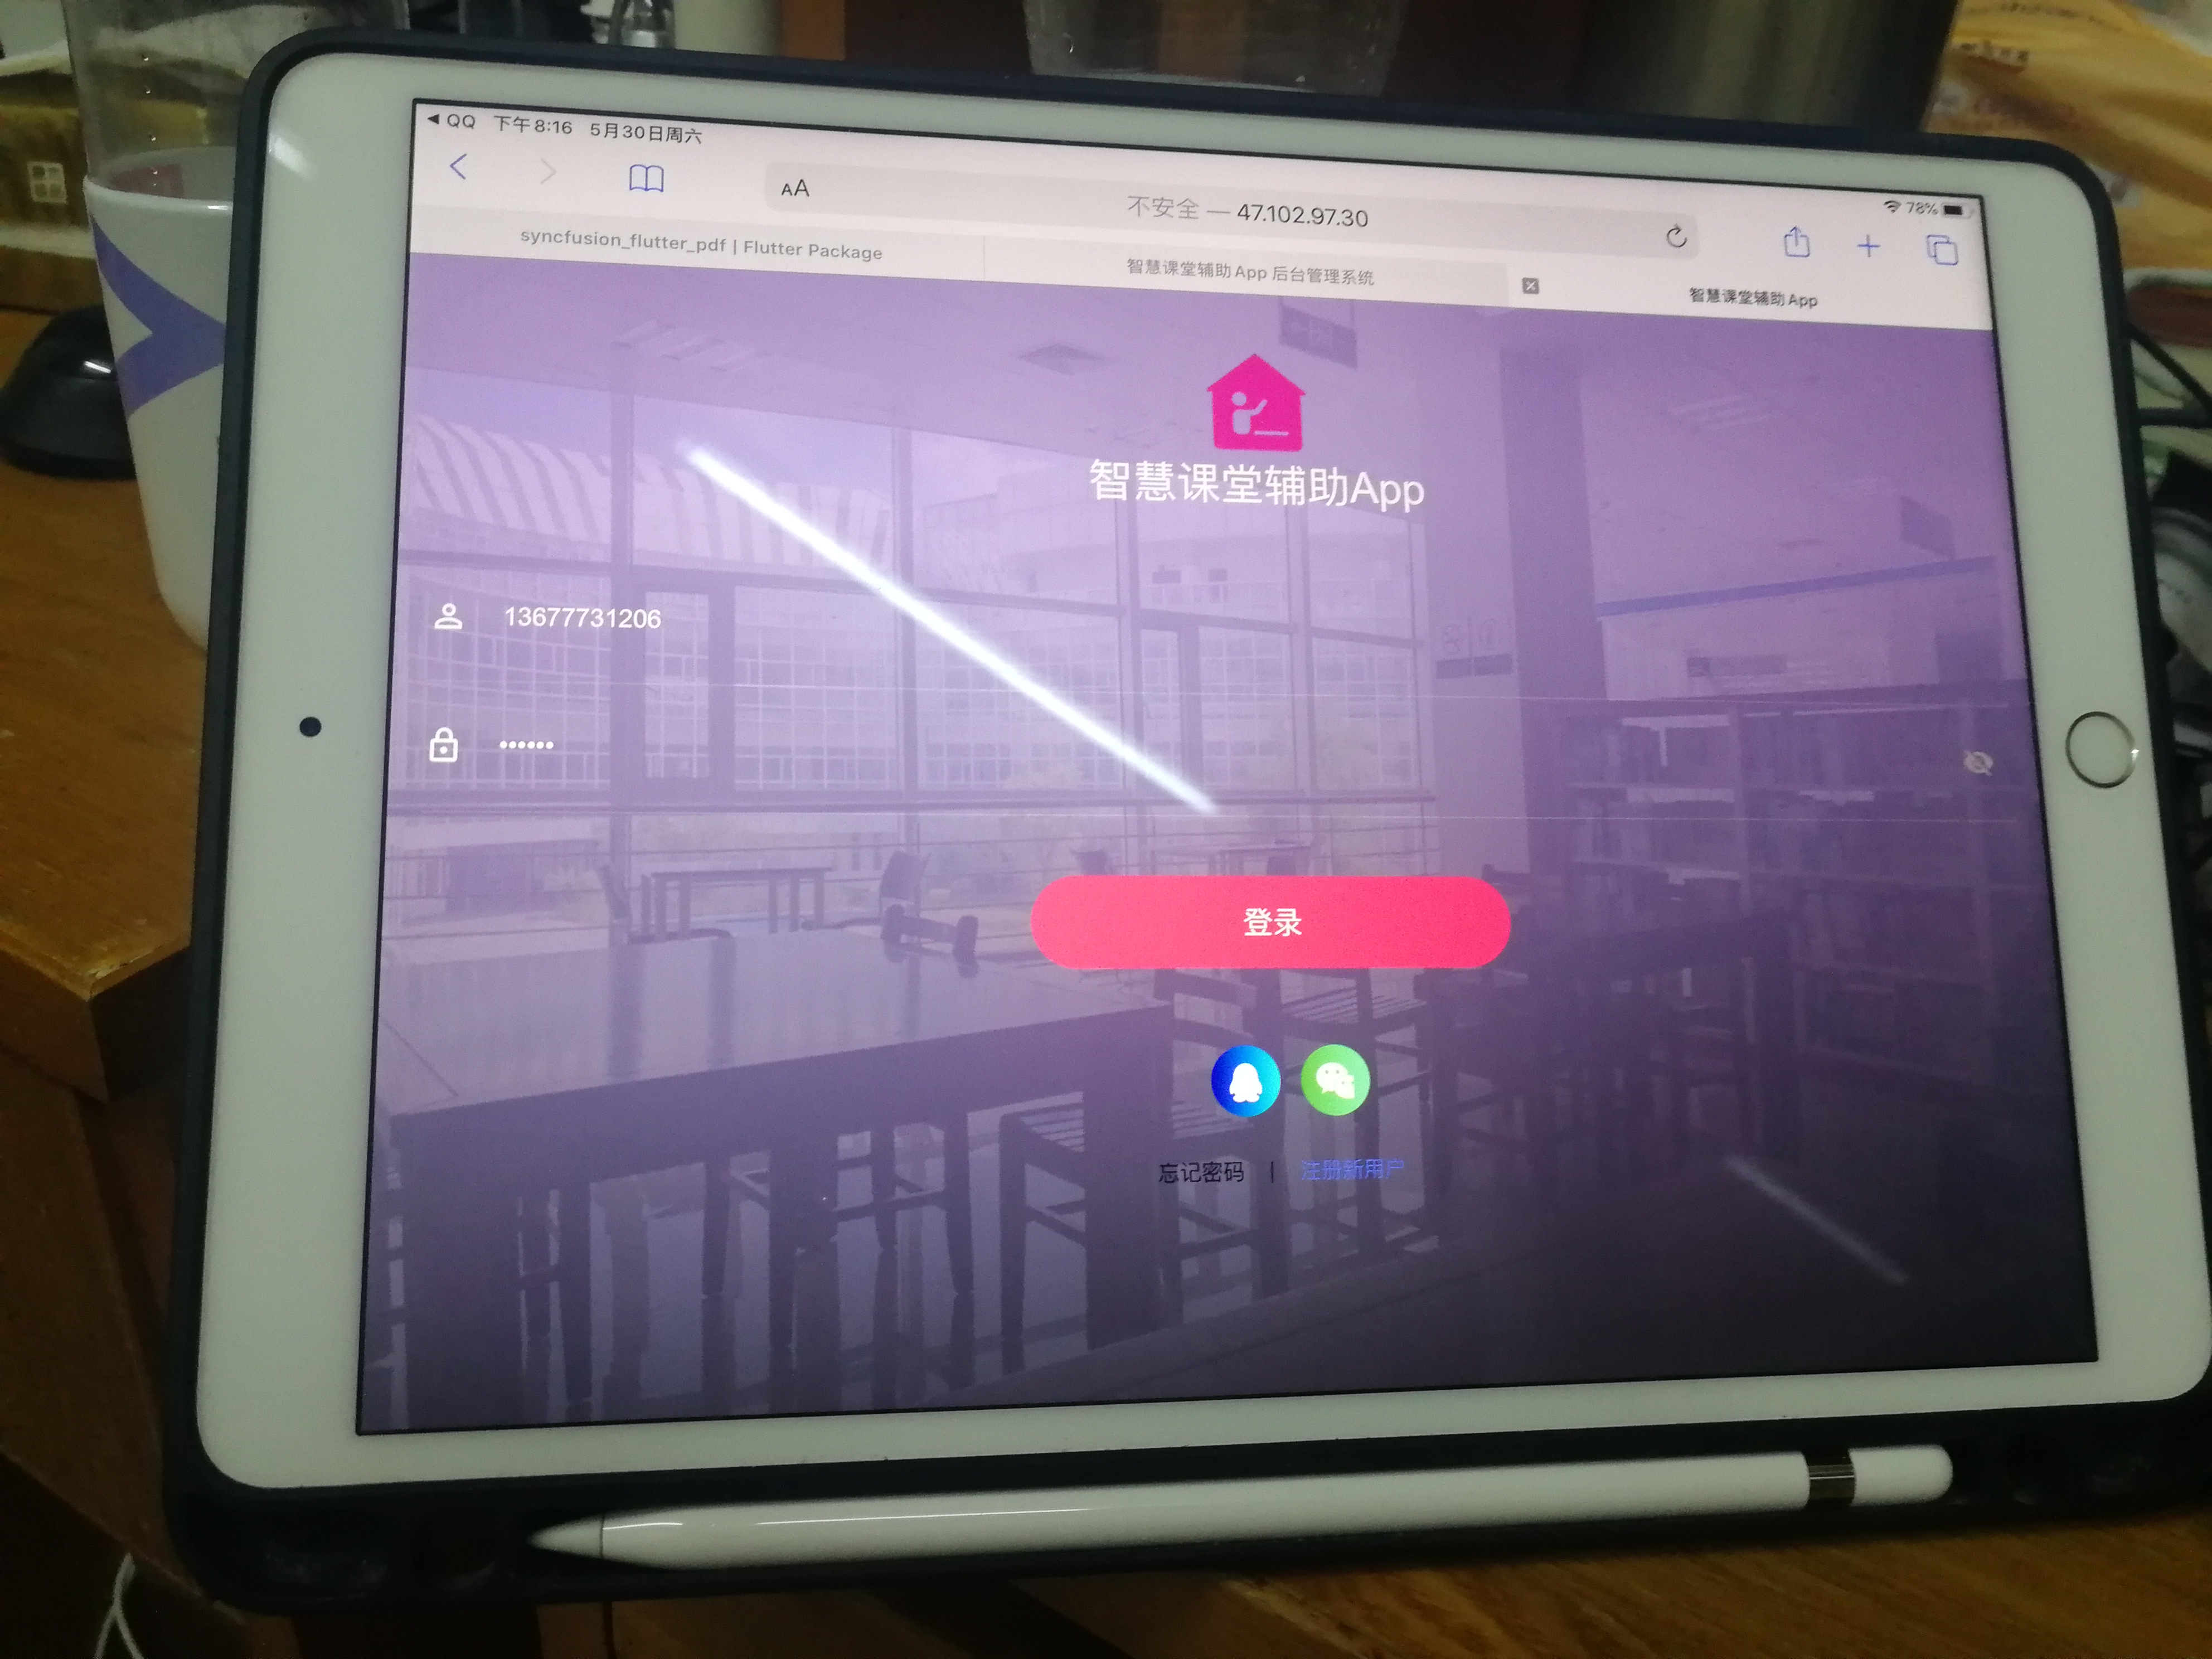 ◀ QQ 下午8:16 5月30日周六
78%
AA 不安全 — 47.102.97.30
syncfusion_flutter_pdf | Flutter Package
智慧课堂辅助 App 后台管理系统
智慧课堂辅助 App
智慧课堂辅助App
13677731206
••••••
登录
忘记密码 | 注册新用户